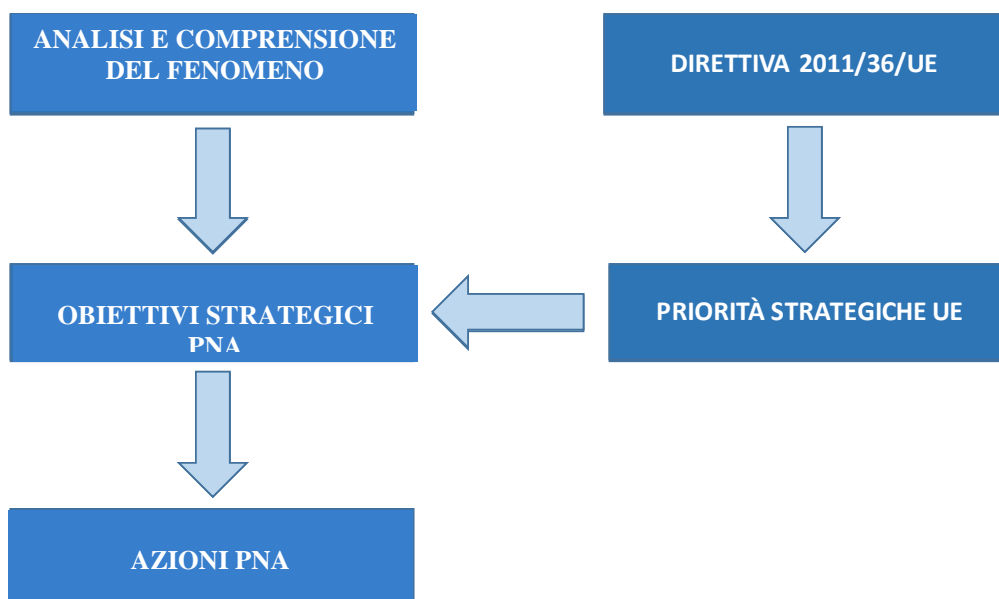 ANALISI E COMPRENSIONE
DEL FENOMENO
DIRETTIVA 2011/36/UE
OBIETTIVI STRATEGICI
PNA
PRIORITÀ STRATEGICHE UE
AZIONI PNA